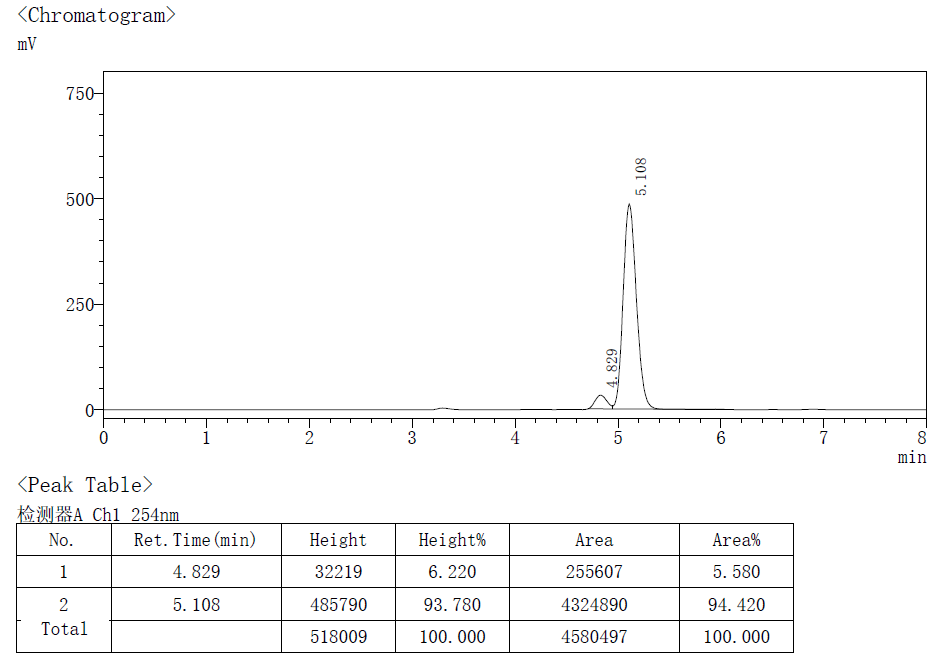 <Chromatogram>
mV
750
500
250
0
5.108
4.829
0 1 2 3 4 5 6 7 8
min
<Peak Table>
检测器A Ch1 254nm
No. Ret.Time(min) Height Height% Area Area%
1 4.829 32219 6.220 255607 5.580
2 5.108 485790 93.780 4324890 94.420
Total 518009 100.000 4580497 100.000